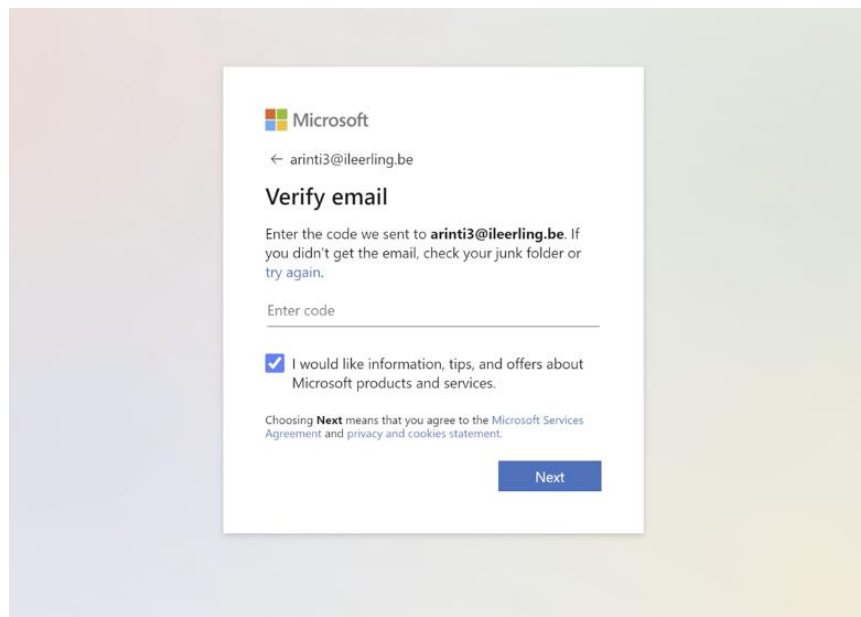 Microsoft
← arinti3@ileerling.be
Verify email
Enter the code we sent to arinti3@ileerling.be. If
you didn't get the email, check your junk folder or
try again.
Enter code
I would like information, tips, and offers about
Microsoft products and services.
Choosing Next means that you agree to the Microsoft Services
Agreement and privacy and cookies statement.
Next